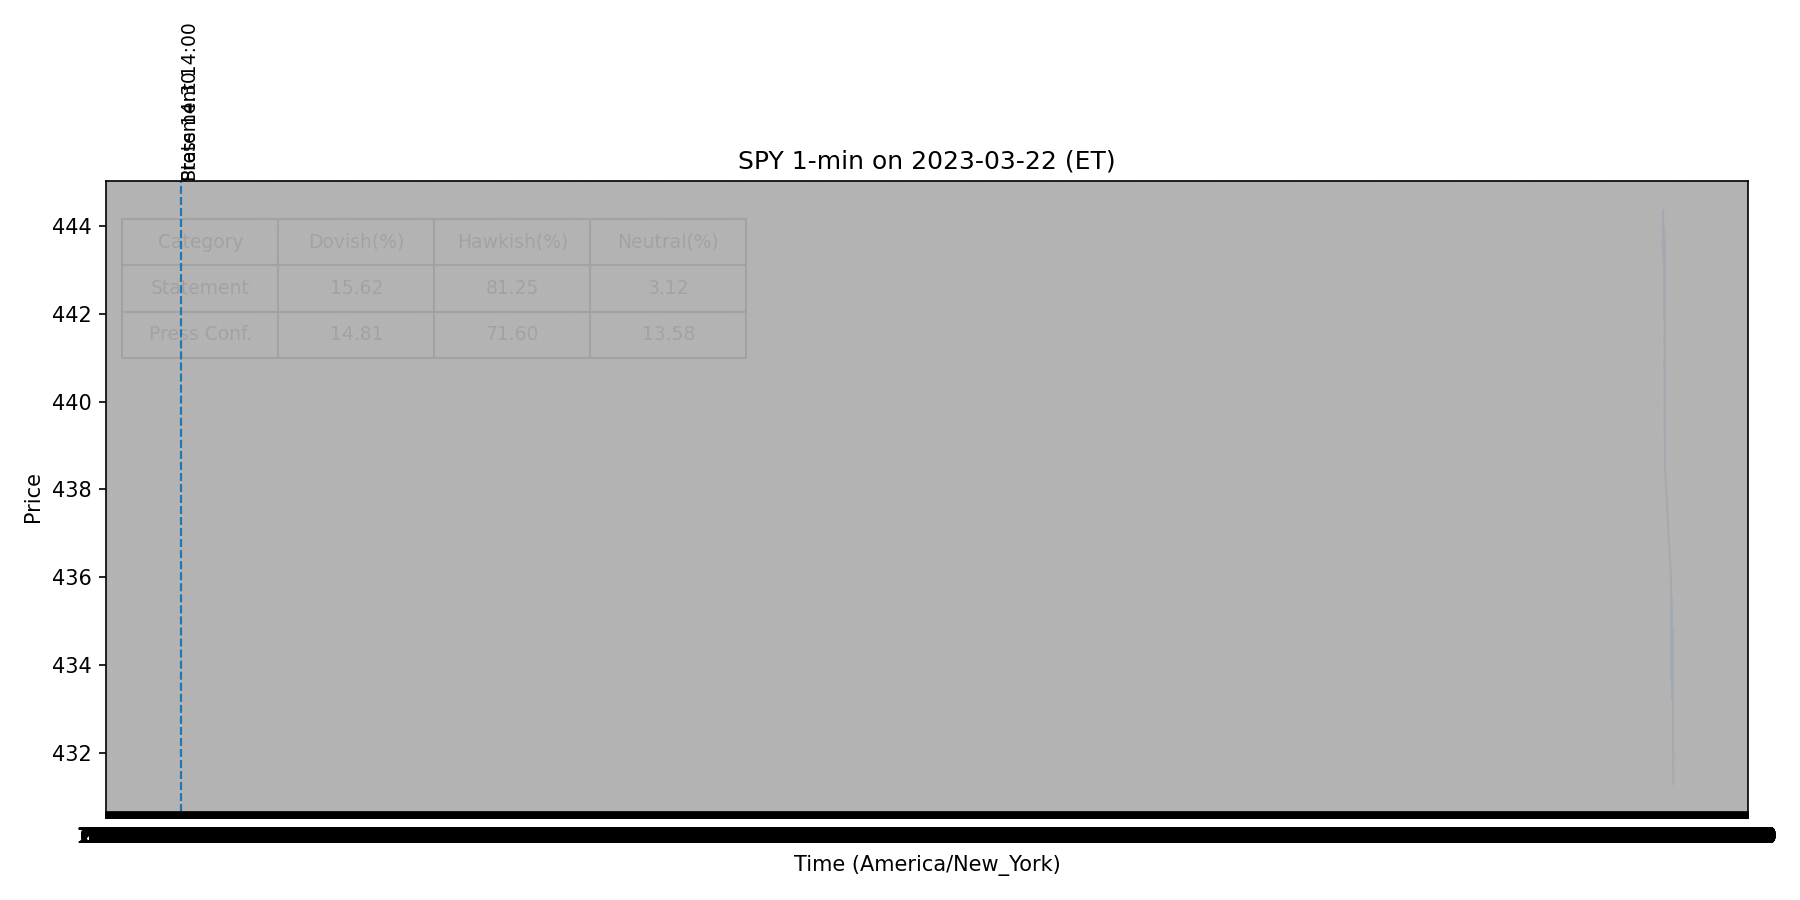 Statement 14:00
Press 14:30
SPY 1-min on 2023-03-22 (ET)
Category Dovish(%) Hawkish(%) Neutral(%)
Statement 15.62 81.25 3.12
Press Conf. 14.81 71.60 13.58
444
442
440
438
436
434
432
Price
Time (America/New_York)